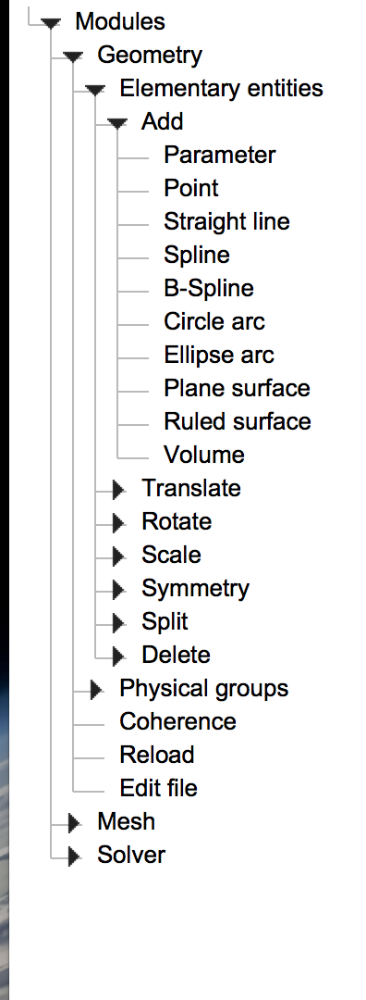 Modules
Geometry
Elementary entities
Add
Parameter
Point
Straight line
Spline
B-Spline
Circle arc
Ellipse arc
Plane surface
Ruled surface
Volume
Translate
Rotate
Scale
Symmetry
Split
Delete
Physical groups
Coherence
Reload
Edit file
Mesh
Solver